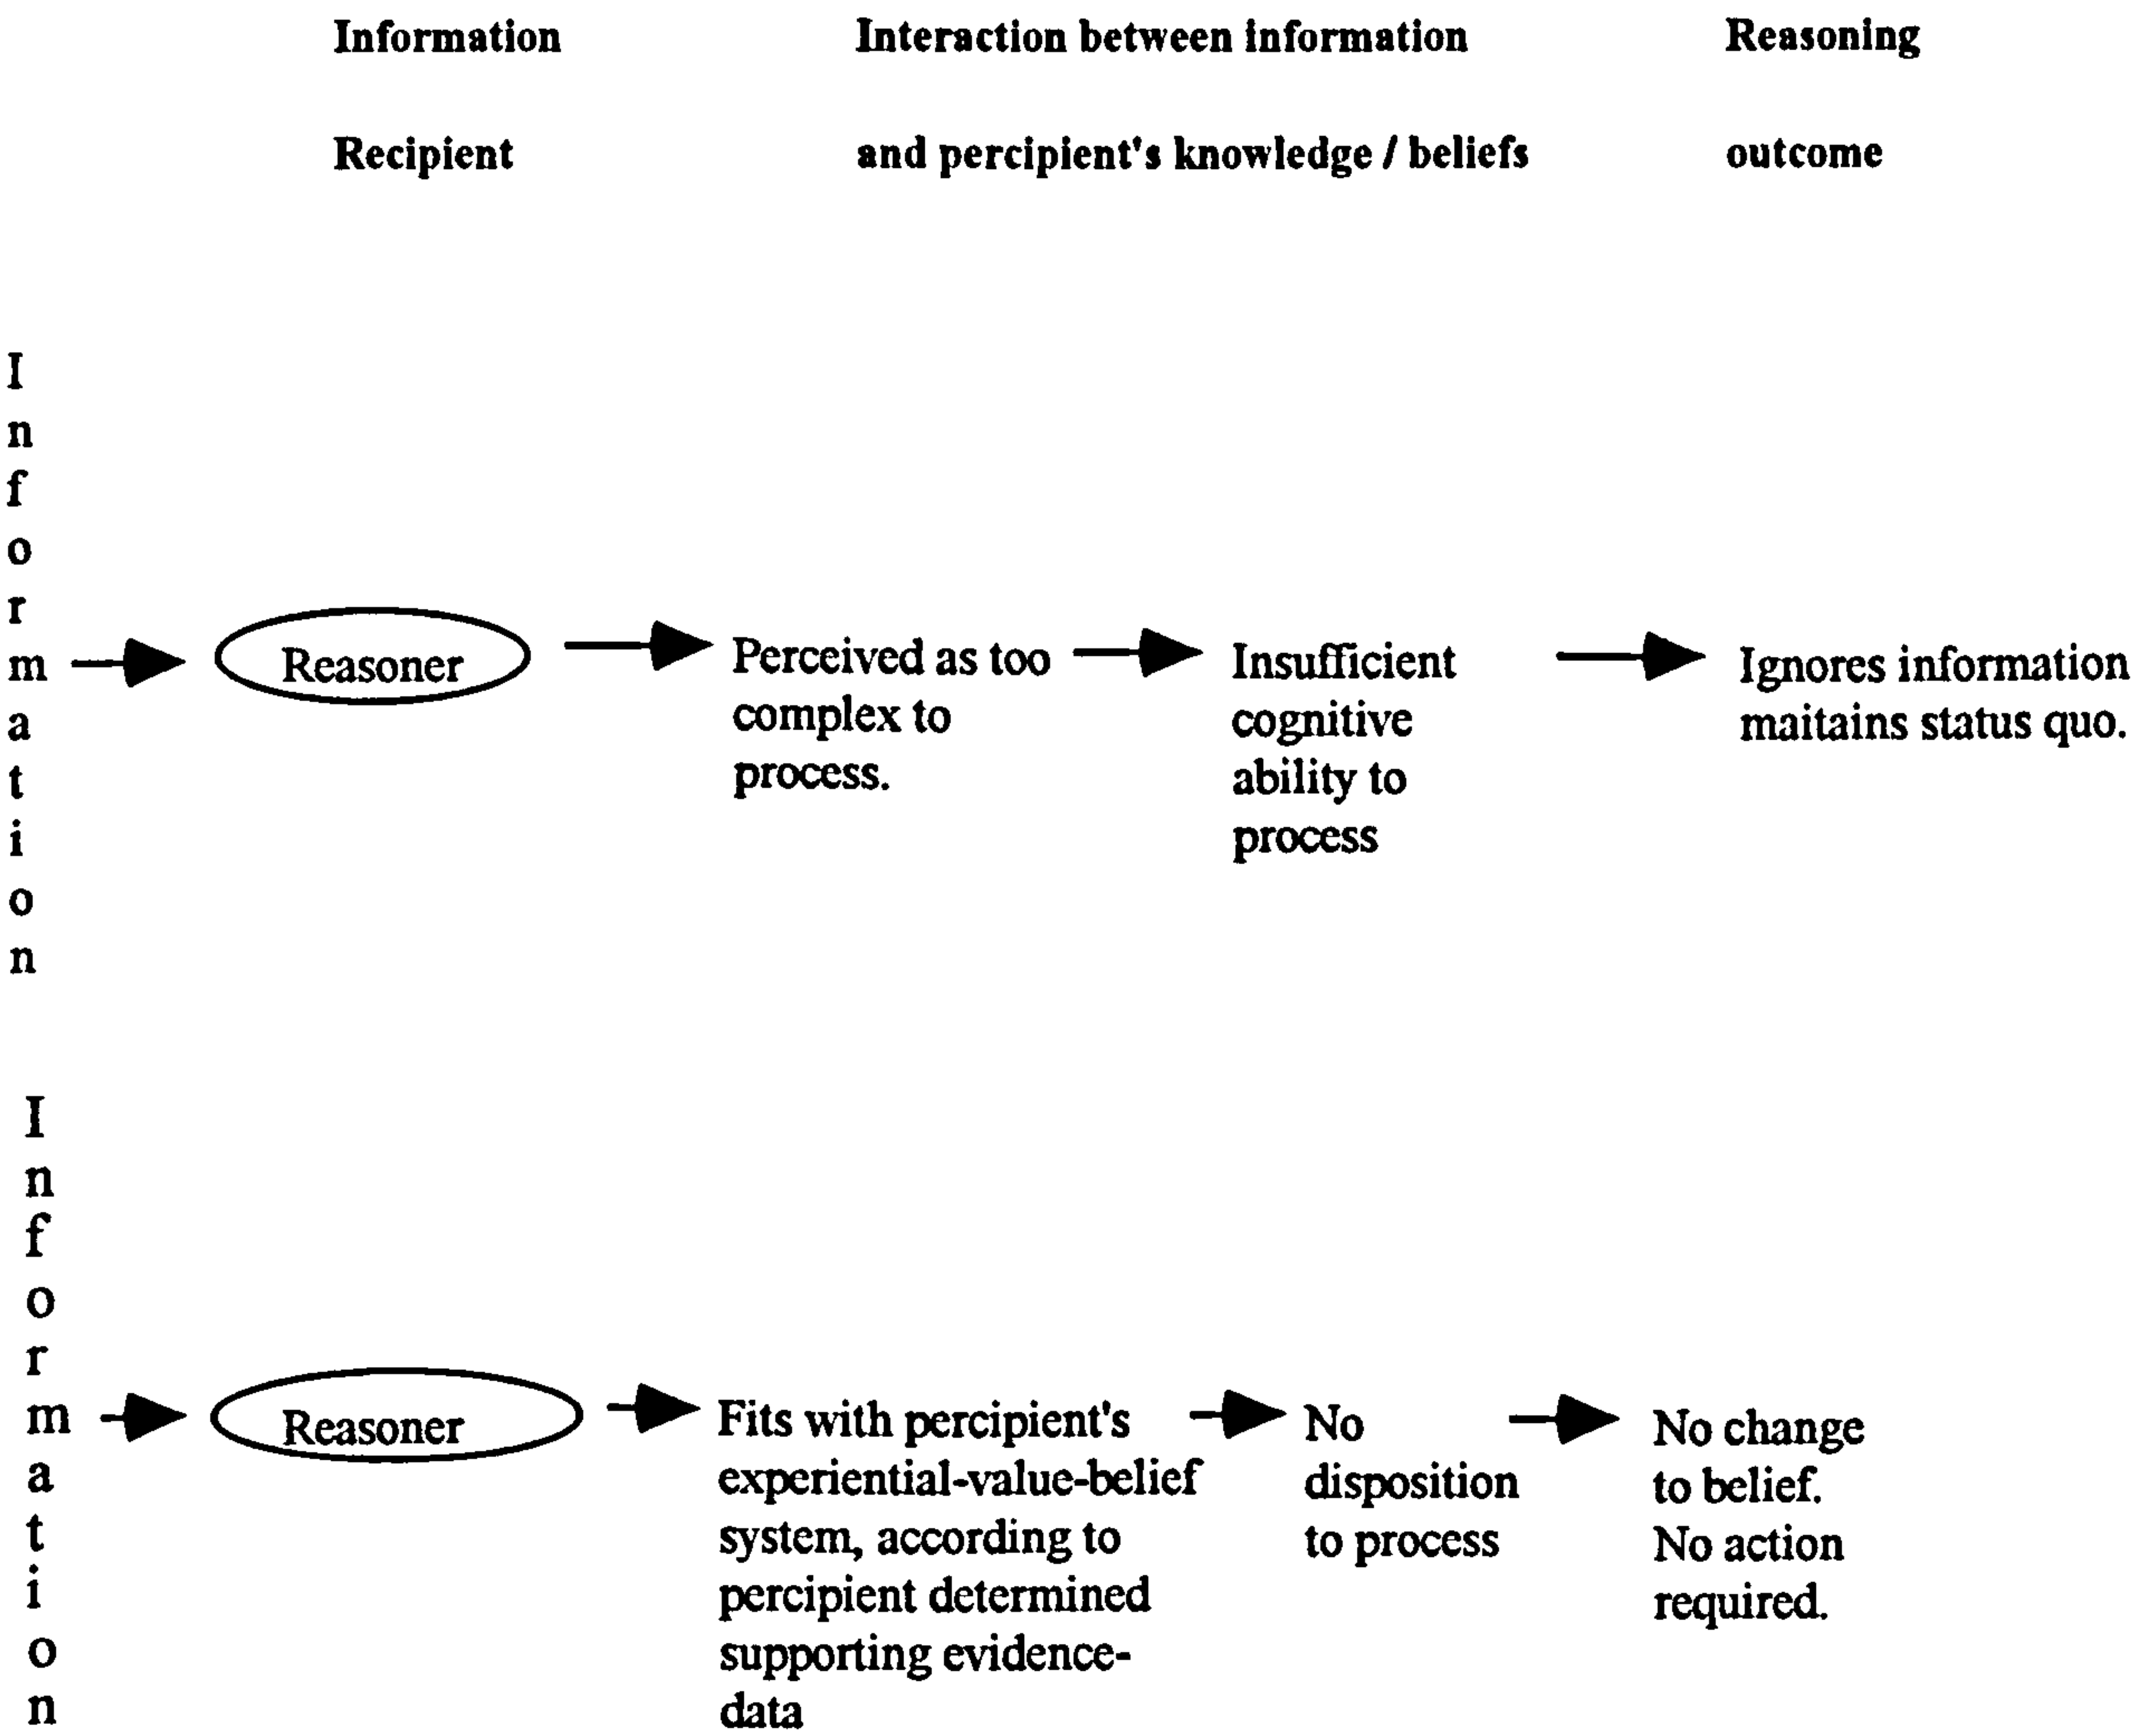 Information
Recipient
Interaction between information
and percipient's knowledge / beliefs
Reasoning
outcome
Information
Reasoner
Perceived as too
complex to
process.
Insufficient
cognitive
ability to
process
Ignores information
maitains status quo.
Information
Reasoner
Fits with percipient's
experiential-value-belief
system, according to
percipient determined
supporting evidence-
data
No
disposition
to process
No change
to belief.
No action
required.